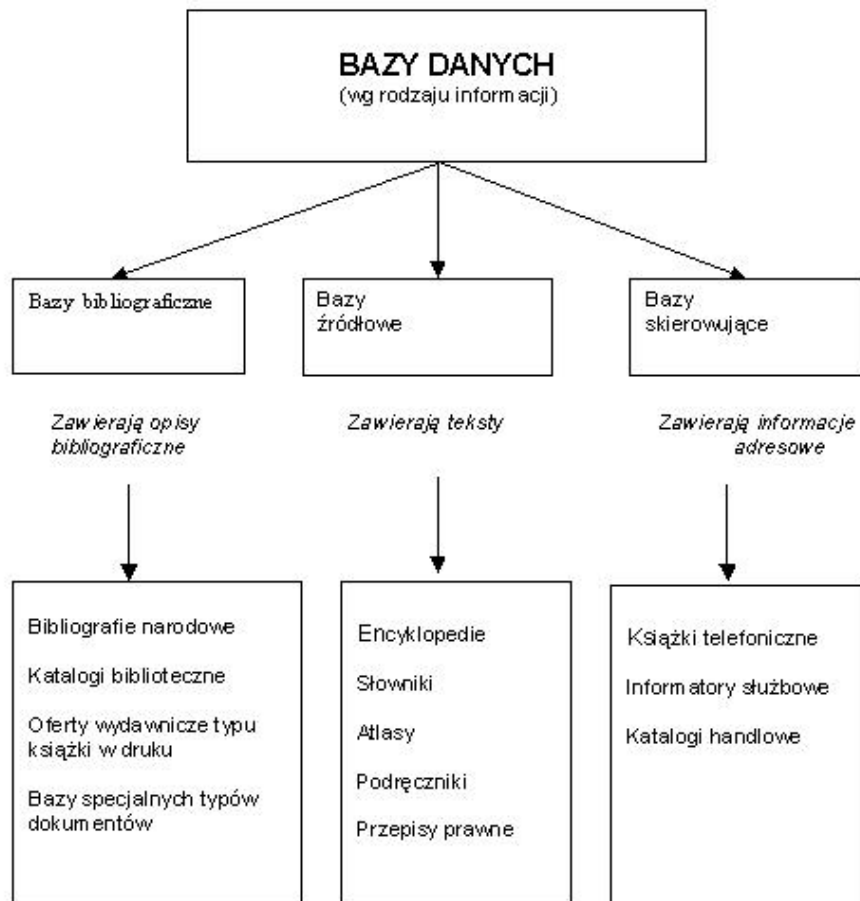 BAZY DANYCH
(wg rodzaju informacji)
Bazy bibliograficzne
Bazy
źródłowe
Bazy
skierowujące
Zawierają opisy
bibliograficzne
Zawierają teksty
Zawierają informacje
adresowe
Bibliografie narodowe
Katalogi biblioteczne
Oferty wydawnicze typu
książki w druku
Bazy specjalnych typów
dokumentów
Encyklopedie
Słowniki
Atlasy
Podręczniki
Przepisy prawne
Książki telefoniczne
Informatory służbowe
Katalogi handlowe